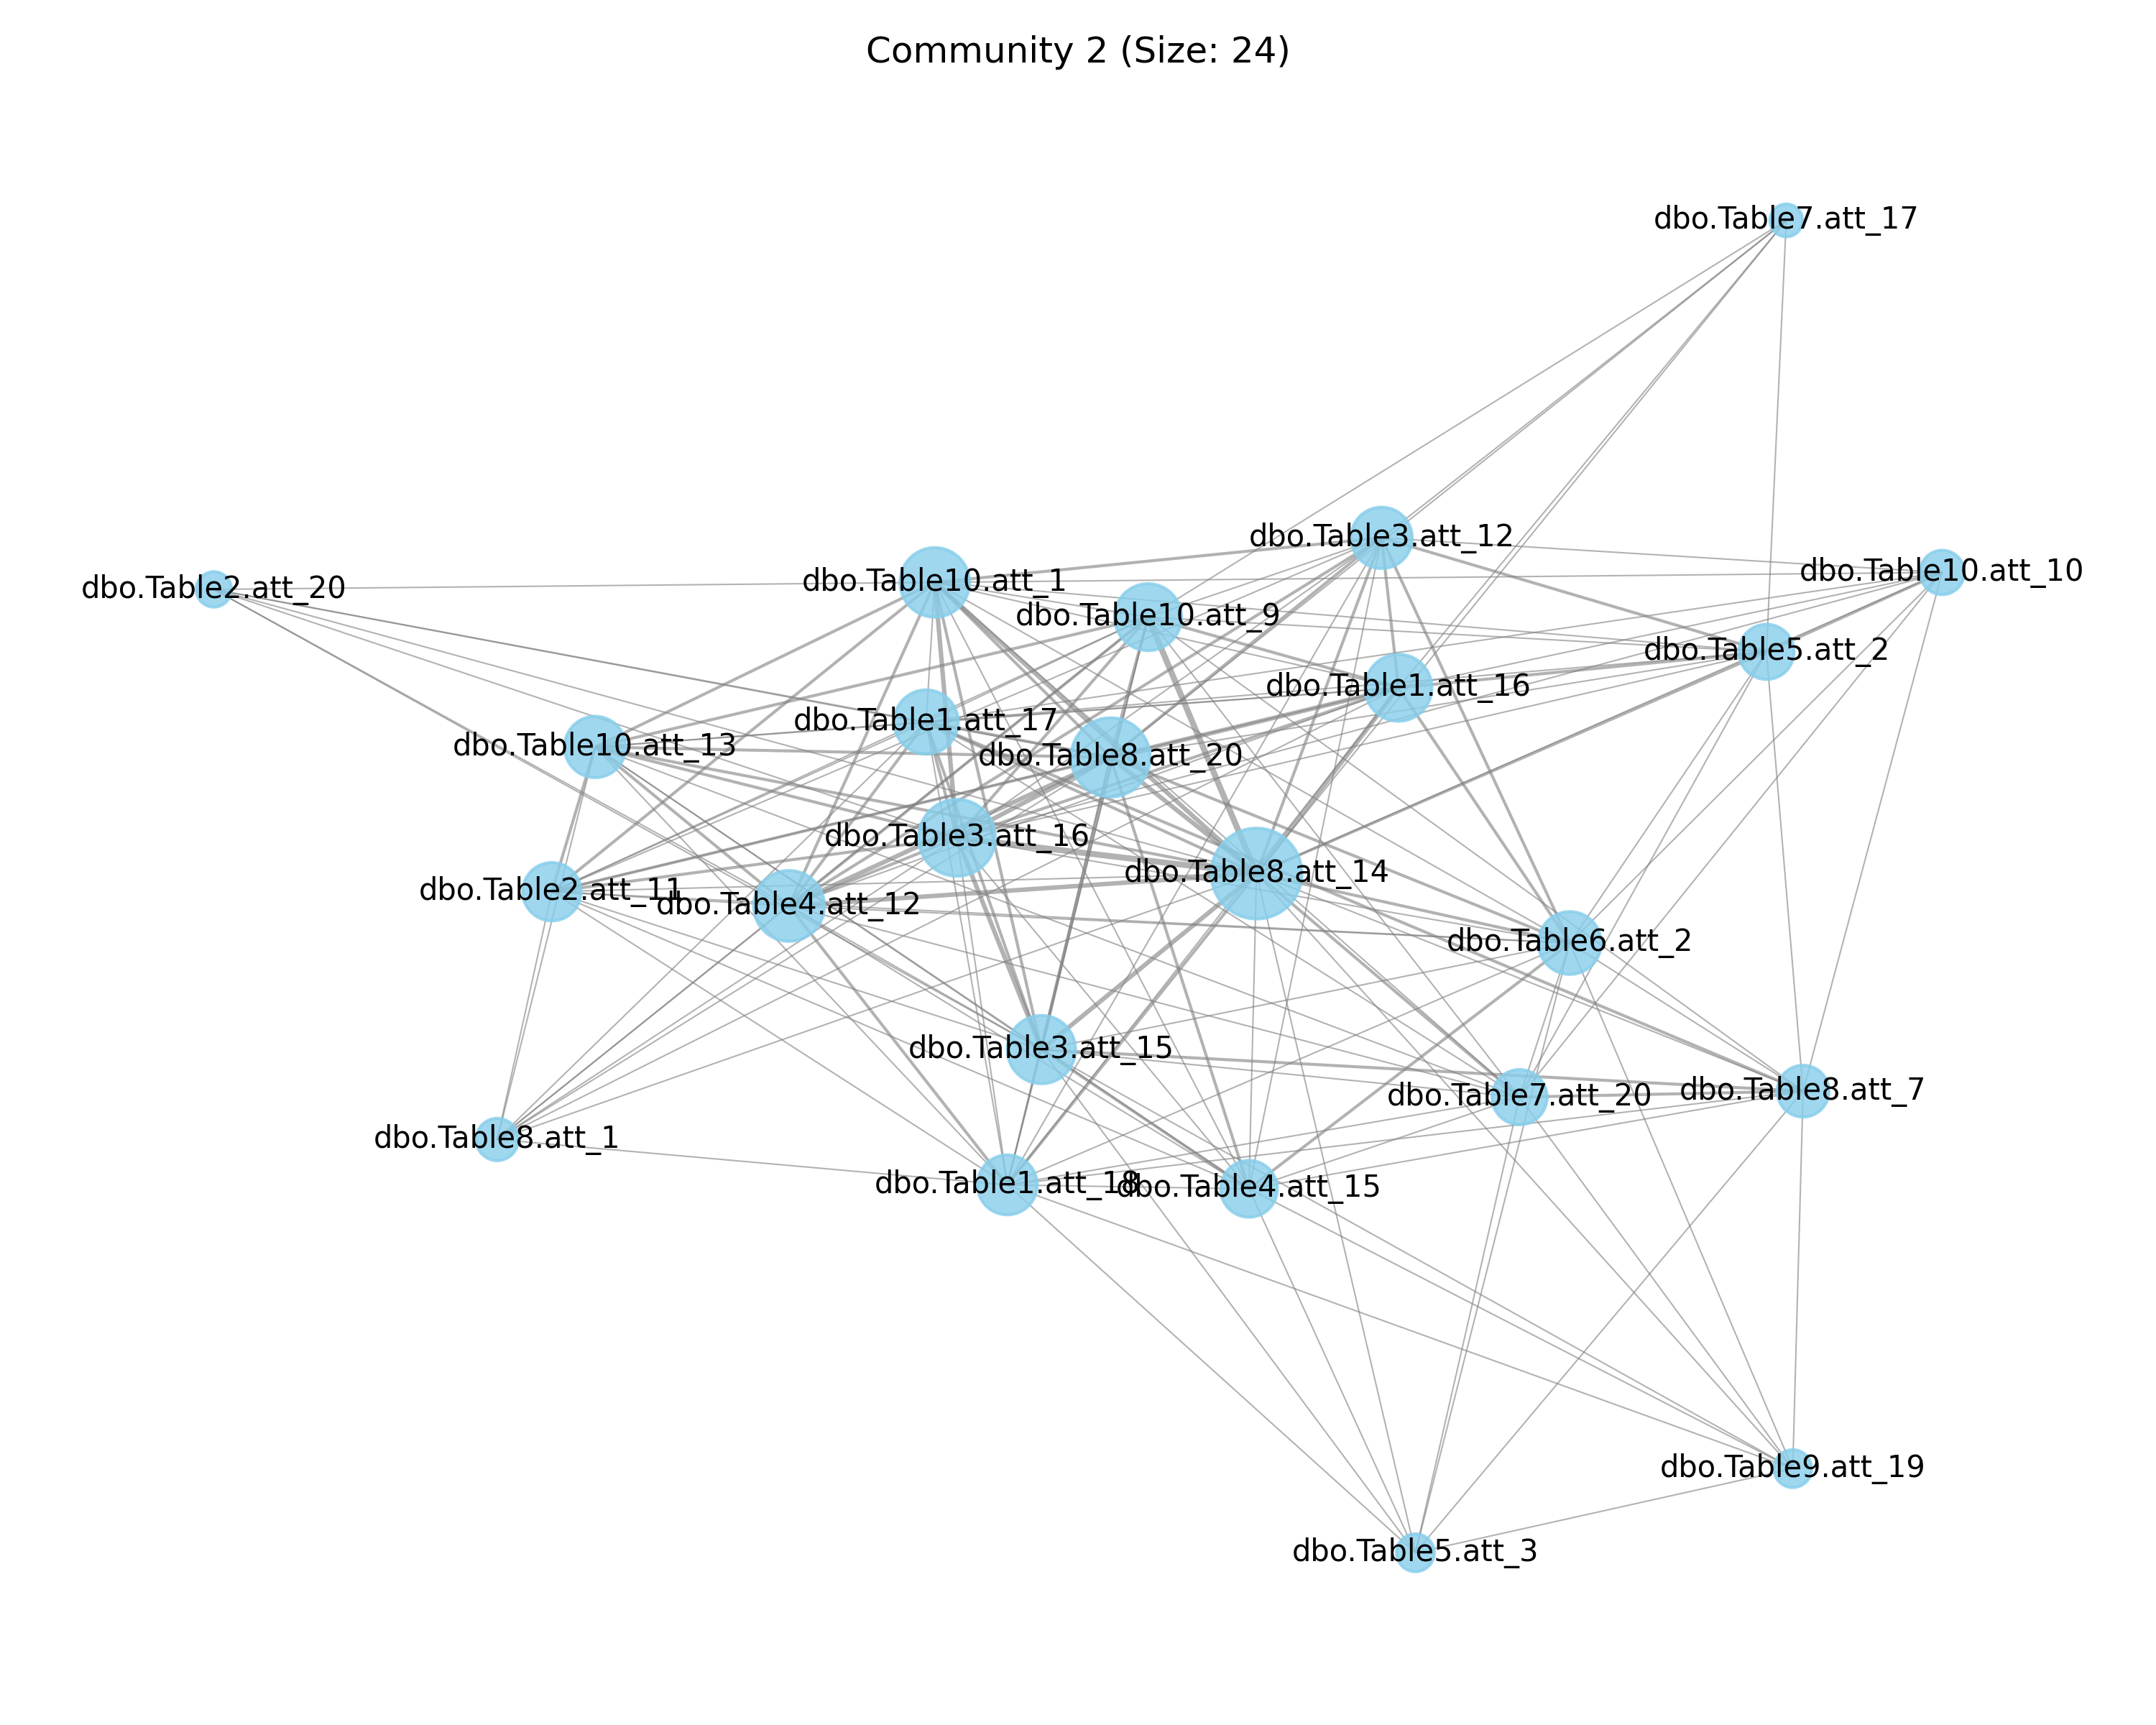 Community 2 (Size: 24)
dbo.Table7.att_17
dbo.Table3.att_12
dbo.Table10.att_10
dbo.Table2.att_20
dbo.Table10.att_1
dbo.Table10.att_9
dbo.Table5.att_2
dbo.Table1.att_16
dbo.Table1.att_17
dbo.Table10.att_13
dbo.Table8.att_20
dbo.Table3.att_16
dbo.Table8.att_14
dbo.Table2.att_11
dbo.Table4.att_12
dbo.Table6.att_2
dbo.Table3.att_15
dbo.Table7.att_20
dbo.Table8.att_7
dbo.Table8.att_1
dbo.Table1.att_18
dbo.Table4.att_15
dbo.Table9.att_19
dbo.Table5.att_3